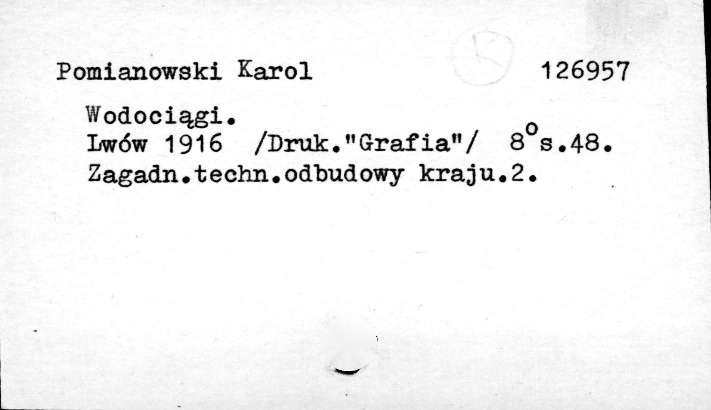 Pomianowski Karol 126957
Wodociągi.
Lwów 1916 /Druk."Grafia"/ 8°s.48.
Zagadn.techn.odbudowy kraju.2.